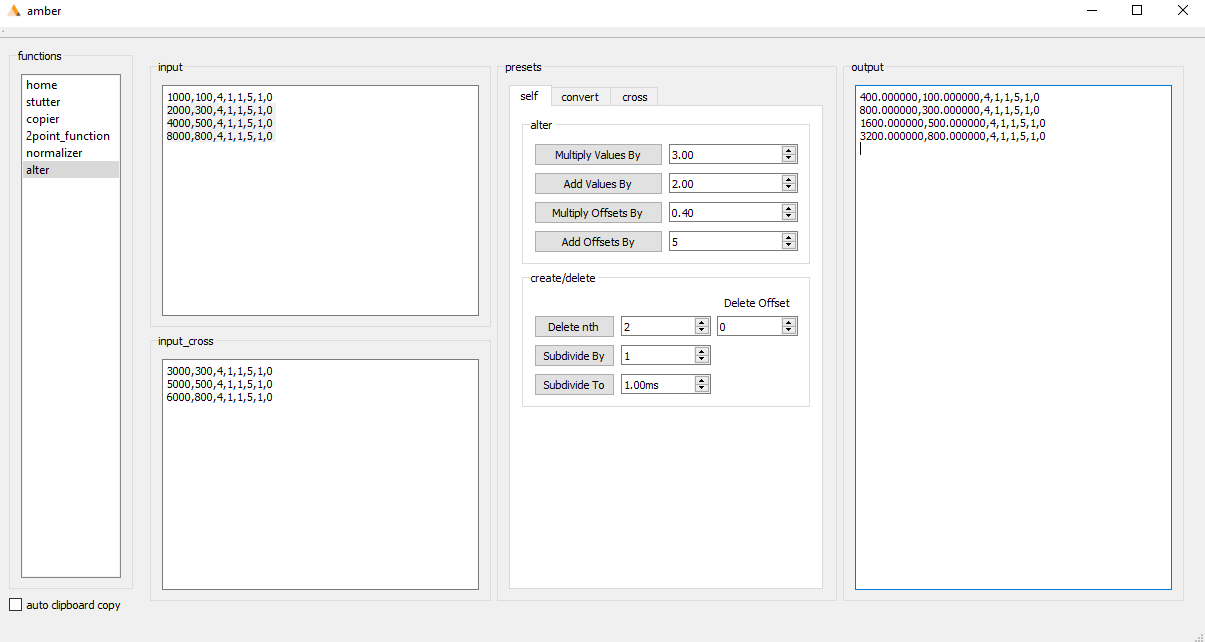 amber
functions
home
stutter
copier
2point_function
normalizer
alter
auto clipboard copy
input
1000,100,4,1,1,5,1,0
2000,300,4,1,1,5,1,0
4000,500,4,1,1,5,1,0
8000,800,4,1,1,5,1,0
input_cross
3000,300,4,1,1,5,1,0
5000,500,4,1,1,5,1,0
6000,800,4,1,1,5,1,0
presets
self convert cross
alter
Multiply Values By 3.00
Add Values By 2.00
Multiply Offsets By 0.40
Add Offsets By 5
create/delete
Delete Offset
Delete nth 2 0
Subdivide By 1
Subdivide To 1.00ms
output
400.000000,100.000000,4,1,1,5,1,0
800.000000,300.000000,4,1,1,5,1,0
1600.000000,500.000000,4,1,1,5,1,0
3200.000000,800.000000,4,1,1,5,1,0